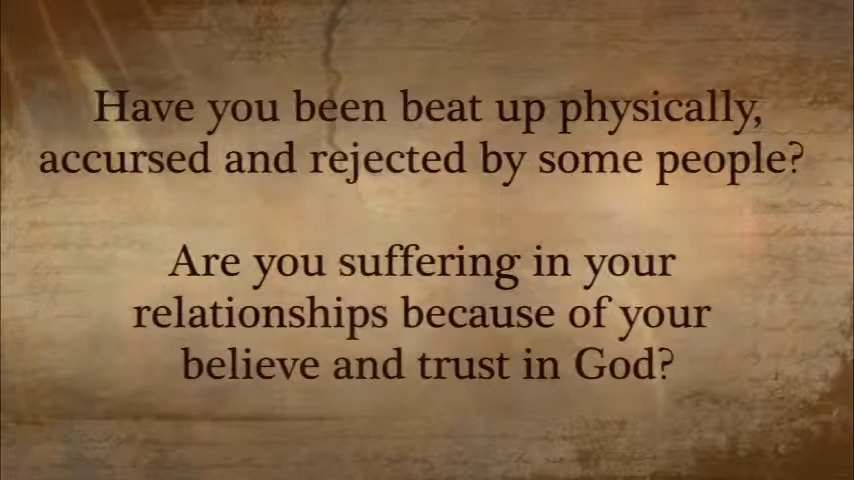 Have you been beat up physically,
accursed and rejected by some people?
Are you suffering in your
relationships because of your
believe and trust in God?